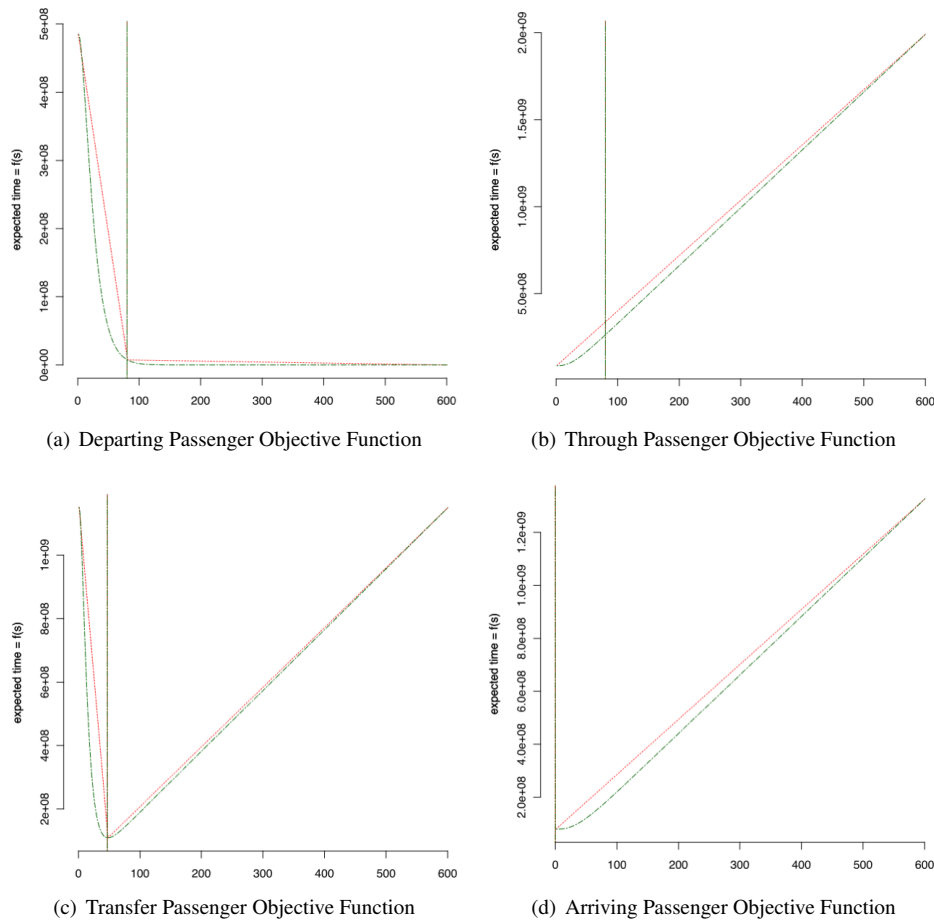 5e+08
4e+08
3e+08
2e+08
1e+08
0e+00
expected time = f(s)
0 100 200 300 400 500 600
(a) Departing Passenger Objective Function
2.0e+09
1.5e+09
1.0e+09
5.0e+08
expected time = f(s)
0 100 200 300 400 500 600
(b) Through Passenger Objective Function
1e+09
8e+08
6e+08
4e+08
2e+08
expected time = f(s)
0 100 200 300 400 500 600
(c) Transfer Passenger Objective Function
1.2e+09
1.0e+09
8.0e+08
6.0e+08
4.0e+08
2.0e+08
expected time = f(s)
0 100 200 300 400 500 600
(d) Arriving Passenger Objective Function